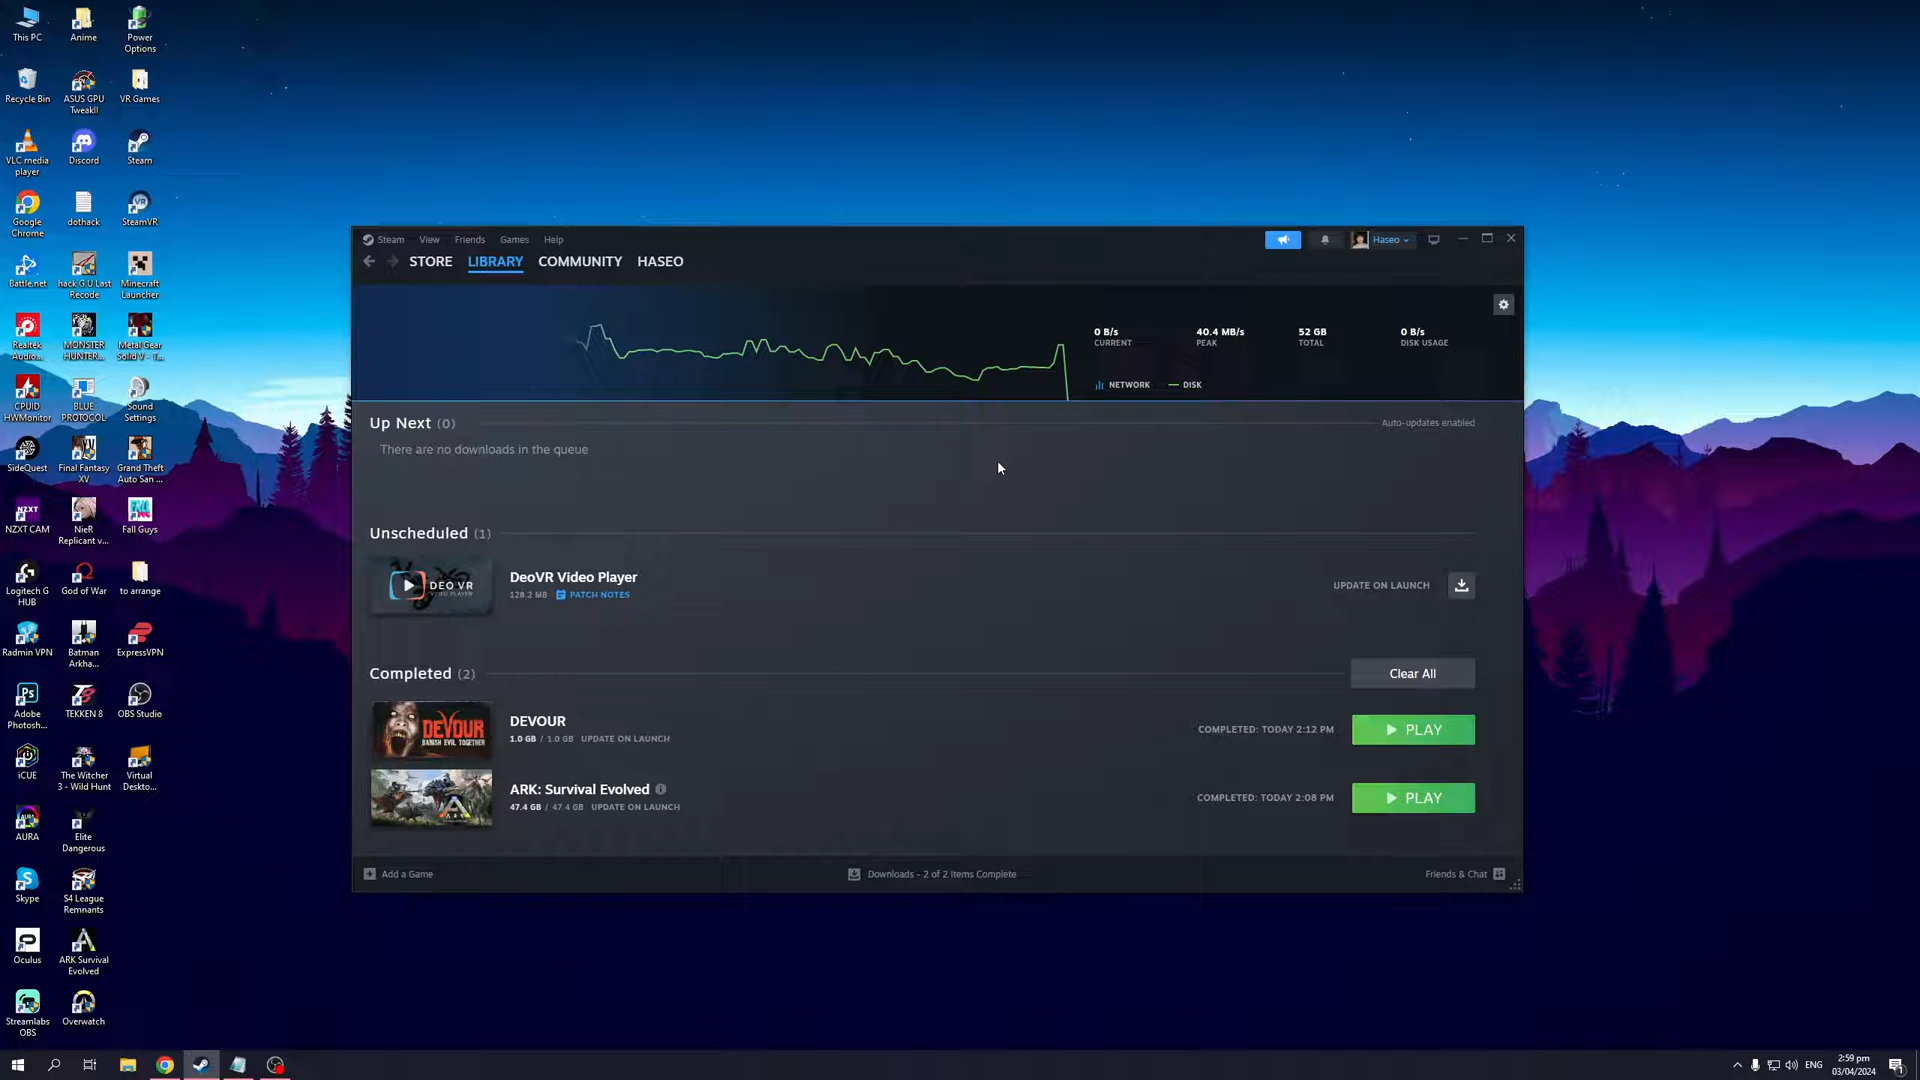 This PC
Anime
Power
Options
Recycle Bin
ASUS GPU
TweakII
VR Games
VLC media
player
Discord
Steam
Google
Chrome
dothack
SteamVR
Battle.net
hack G U Last
Recode
Minecraft
Launcher
Realtek
Audio...
MONSTER
HUNTER...
Metal Gear
Solid V - T...
CPUID
HWMonitor
BLUE
PROTOCOL
Sound
Settings
SideQuest
Final Fantasy
XV
Grand Theft
Auto San ...
NZXT CAM
NieR
Replicant v...
Fall Guys
Logitech G
HUB
God of War
to arrange
Radmin VPN
Batman
Arkha...
ExpressVPN
Adobe
Photosh...
TEKKEN 8
OBS Studio
iCUE
The Witcher
3 - Wild Hunt
Virtual
Deskto...
AURA
Elite
Dangerous
Skype
S4 League
Remnants
Oculus
ARK Survival
Evolved
Streamlabs
OBS
Overwatch
Steam View Friends Games Help
Haseo
STORE LIBRARY COMMUNITY HASEO
0 B/s 40.4 MB/s 52 GB 0 B/s
CURRENT PEAK TOTAL DISK USAGE
NETWORK DISK
Up Next (0) Auto-updates enabled
There are no downloads in the queue
Unscheduled (1)
DEO VR
VIDEO PLAYER
DeoVR Video Player
128.2 MB PATCH NOTES
UPDATE ON LAUNCH
Completed (2) Clear All
DEVOUR
BANISH EVIL TOGETHER
DEVOUR
1.0 GB / 1.0 GB UPDATE ON LAUNCH
COMPLETED: TODAY 2:12 PM PLAY
ARK: Survival Evolved
47.4 GB / 47.4 GB UPDATE ON LAUNCH
COMPLETED: TODAY 2:08 PM PLAY
Add a Game Downloads - 2 of 2 Items Complete Friends & Chat
ENG
2:59 pm
03/04/2024